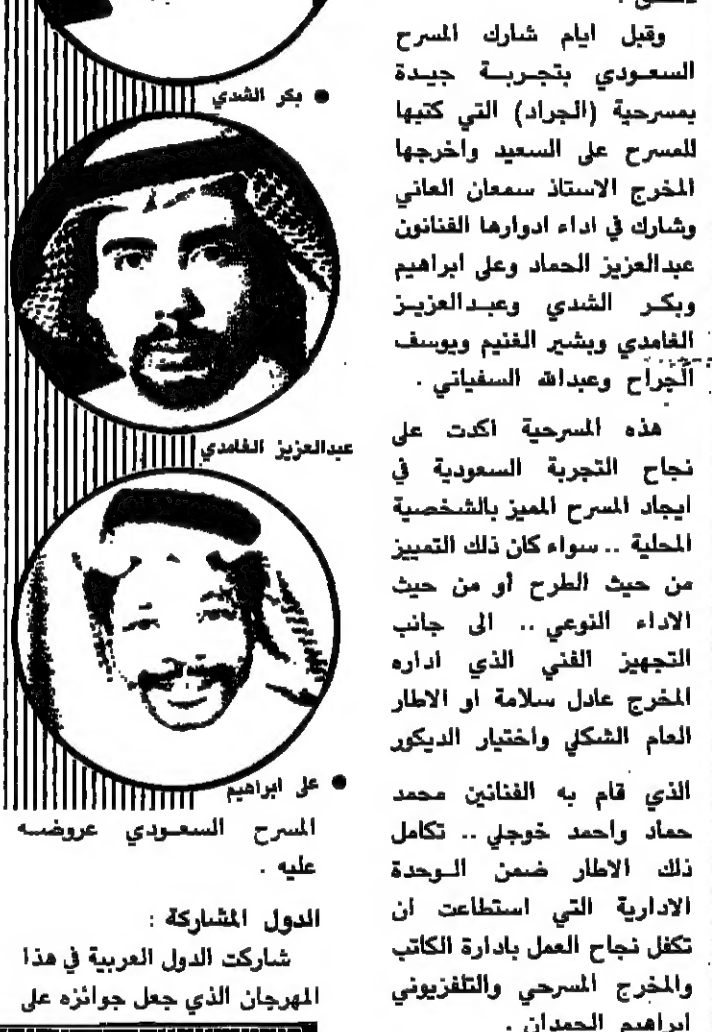 وقبل ايام شارك المسرح
السعودي بتجربة جيدة
بمسرحية (الجراد) التي كتبها
للمسرح على السعيد واخرجها
المخرج الاستاذ سمعان العاني
وشارك في اداء ادوارها الفنانون
عبدالعزيز الحماد وعلى ابراهيم
وبكر الشدي وعبدالعزيز
الغامدي وبشير الغنيم ويوسف
الجراح وعبدالله السفياني .
هذه المسرحية اكدت على
نجاح التجربة السعودية في
ايجاد المسرح المميز بالشخصية
المحلية .. سواء كان ذلك التمييز
من حيث الطرح أو من حيث
الاداء النوعي .. الى جانب
التجهيز الفني الذي اداره
المخرج عادل سلامة او الاطار
العام الشكلي واختيار الديكور
الذي قام به الفنانين محمد
حماد واحمد خوجلي .. تكامل
ذلك الاطار ضمن الوحدة
الادارية التي استطاعت ان
تكفل نجاح العمل بادارة الكاتب
والمخرج المسرحي والتلفزيوني
ابراهيم الحمدان .
● بكر الشدي
عبدالعزيز الغامدي
● على ابراهيم
المسرح السعودي عروضه
عليه .
الدول المشاركة :
شاركت الدول العربية في هذا
المهرجان الذي جعل جوائزه على